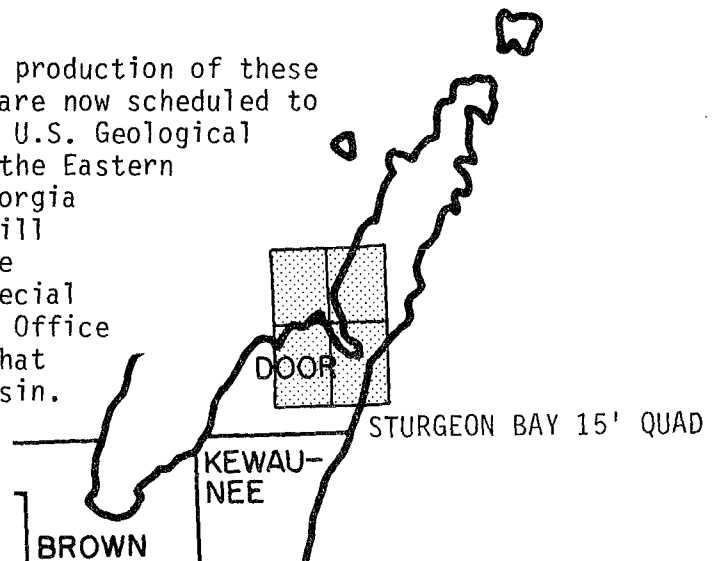 production of these
are now scheduled to
U.S. Geological
the Eastern
orgia
ill
e
ecial
Office
hat
sin.
DOOR
STURGEON BAY 15' QUAD
KEWAU-
NEE
BROWN